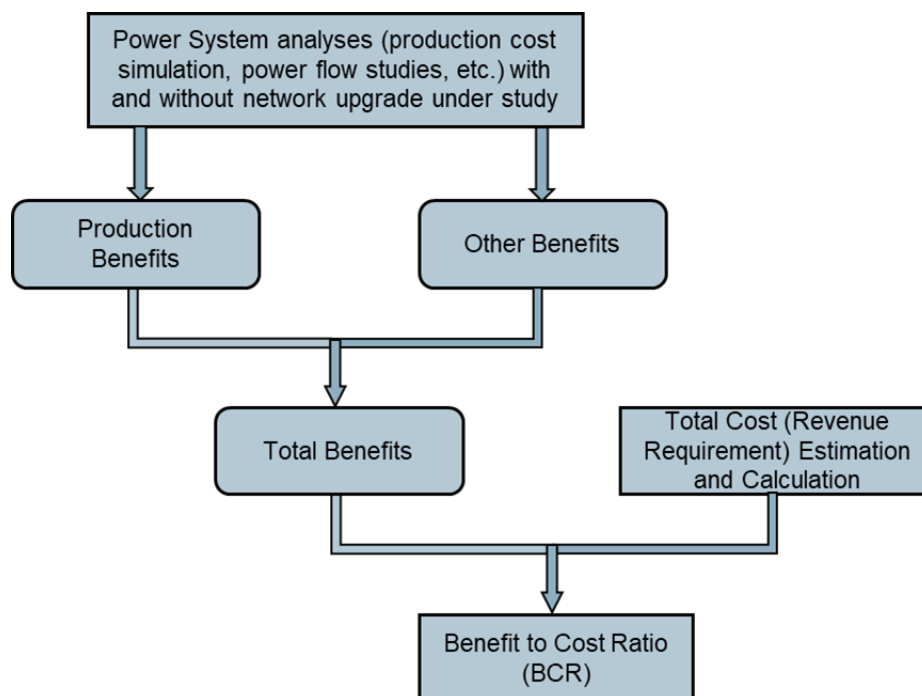 Power System analyses (production cost
simulation, power flow studies, etc.) with
and without network upgrade under study
Production
Benefits
Other Benefits
Total Benefits
Total Cost (Revenue
Requirement) Estimation
and Calculation
Benefit to Cost Ratio
(BCR)